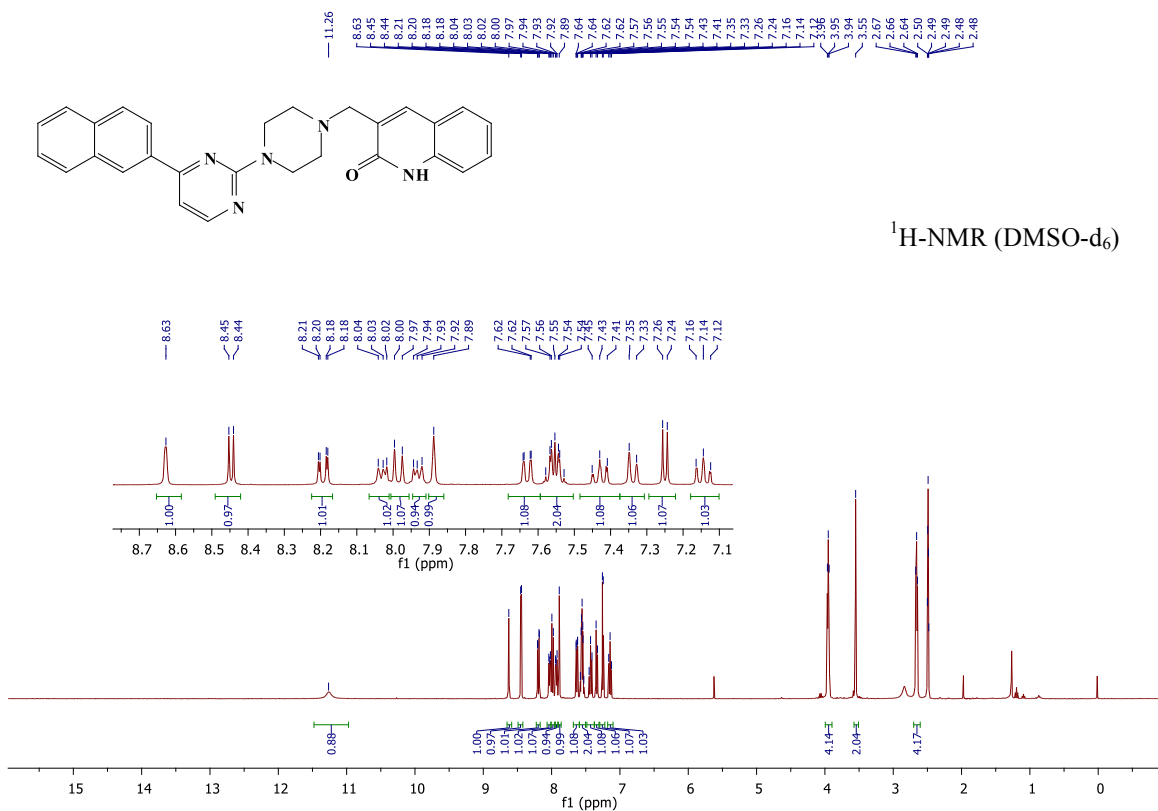 11.26 8.63 8.45 8.44 8.21 8.20 8.18 8.18 8.04 8.03 8.02 8.00 7.97 7.94 7.93 7.92 7.89 7.64 7.64 7.62 7.62 7.57 7.56 7.55 7.54 7.54 7.43 7.41 7.35 7.33 7.26 7.24 7.16 7.14 7.12 3.96 3.95 3.94 3.55 2.67 2.66 2.64 2.50 2.49 2.49 2.48 2.48
N
N
N
N
O
NH
1H-NMR (DMSO-d6)
8.63 8.45 8.44 8.21 8.20 8.18 8.18 8.04 8.03 8.02 8.00 7.97 7.94 7.93 7.92 7.89 7.62 7.62 7.57 7.56 7.55 7.54 7.54 7.45 7.43 7.41 7.35 7.33 7.26 7.24 7.16 7.14 7.12
1.00 0.97 1.01 1.02 1.07 0.94 0.99 1.08 2.04 1.08 1.06 1.07 1.03
8.7 8.6 8.5 8.4 8.3 8.2 8.1 8.0 7.9 7.8 7.7 7.6 7.5 7.4 7.3 7.2 7.1
f1 (ppm)
0.88 1.00 0.97 1.01 1.02 1.07 0.94 0.99 1.08 2.04 1.08 1.06 1.07 1.03 4.14 2.04 4.17
15 14 13 12 11 10 9 8 7 6 5 4 3 2 1 0
f1 (ppm)